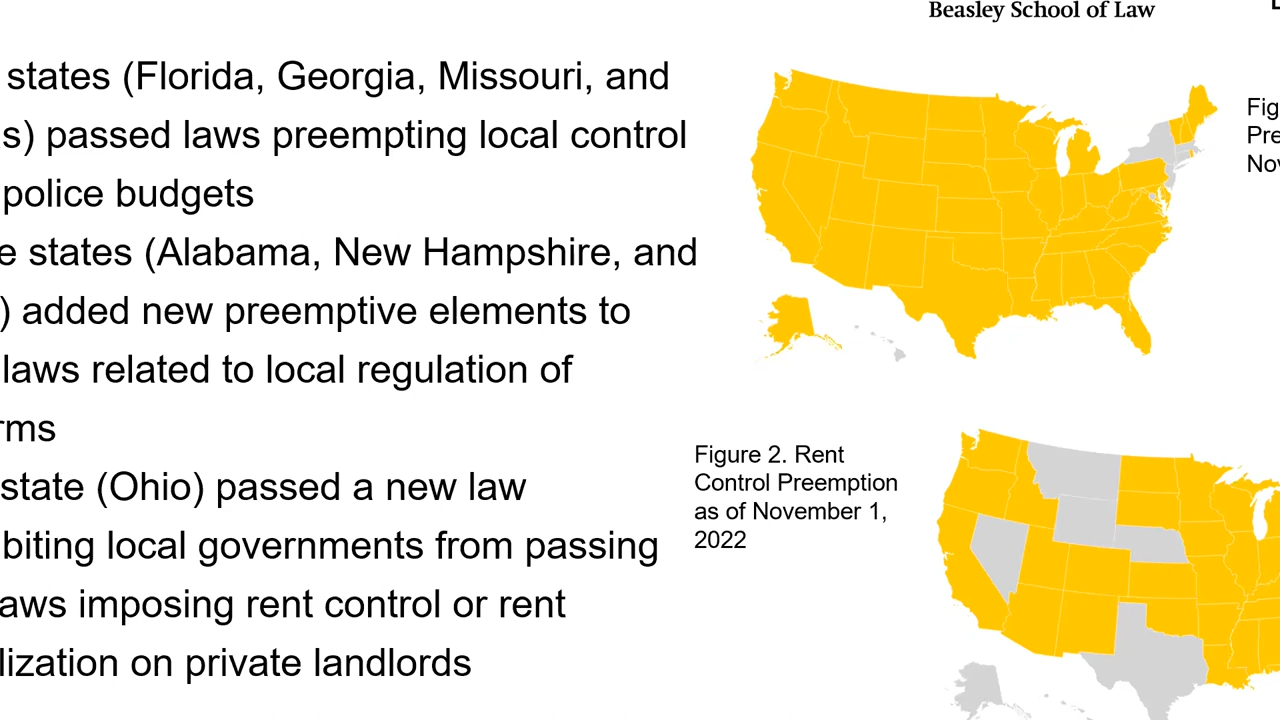 Beasley School of Law
states (Florida, Georgia, Missouri, and
s) passed laws preempting local control
police budgets
e states (Alabama, New Hampshire, and
) added new preemptive elements to
laws related to local regulation of
rms
state (Ohio) passed a new law
biting local governments from passing
aws imposing rent control or rent
lization on private landlords
Fig
Pre
Nov
Figure 2. Rent
Control Preemption
as of November 1,
2022